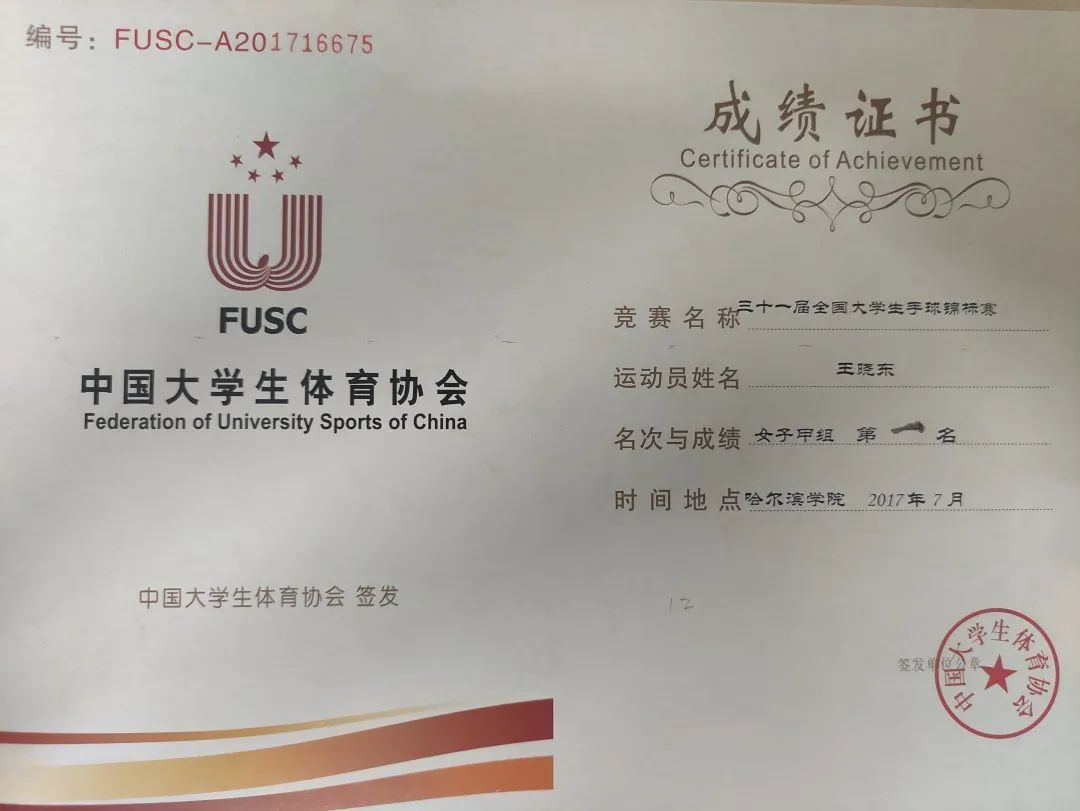 编号：FUSC-A201716675
FUSC
中国大学生体育协会
Federation of University Sports of China
中国大学生体育协会 签发
成绩证书
Certificate of Achievement
竞赛名称 三十一届全国大学生手球锦标赛
运动员姓名 王晓东
名次与成绩 女子甲组 第一名
时间地点 哈尔滨学院 2017年7月
12
签发单位公章
中国大学生体育协会